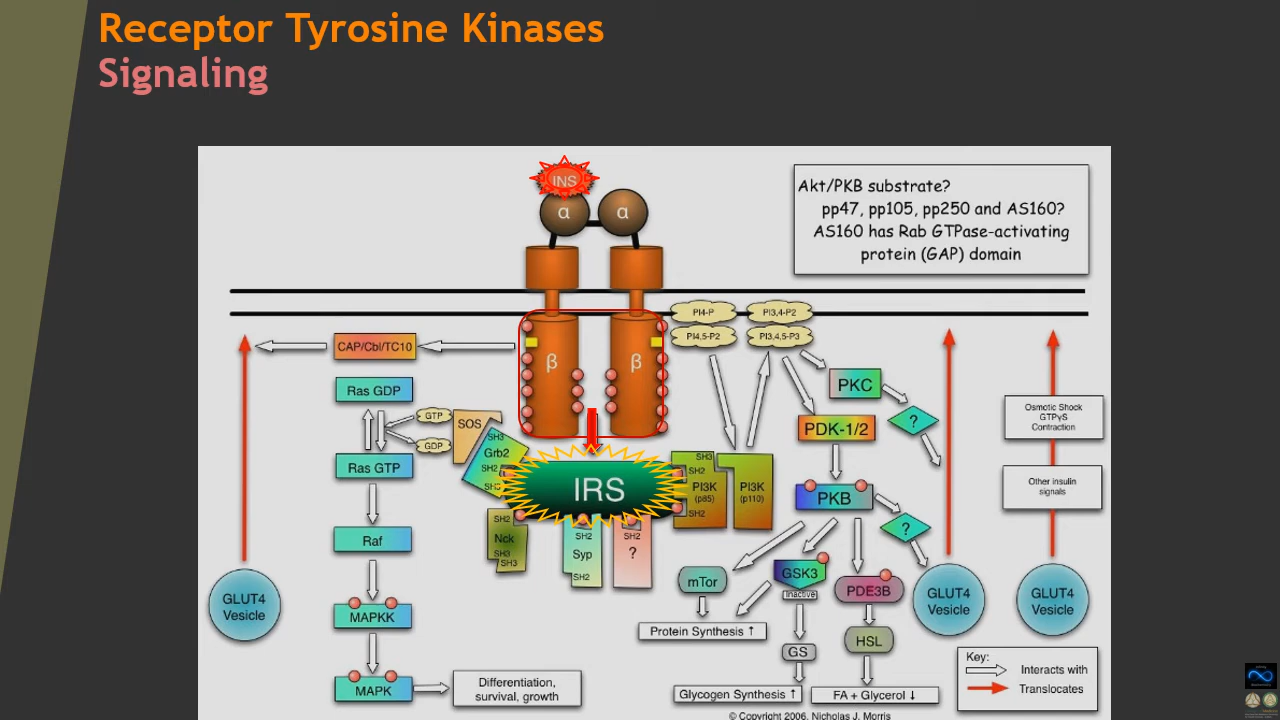 Receptor Tyrosine Kinases
Signaling
INS
α
α
Akt/PKB substrate?
pp47, pp105, pp250 and AS160?
AS160 has Rab GTPase-activating
protein (GAP) domain
PI4-P
PI3,4-P2
PI4,5-P2
PI3,4,5-P3
CAP/Cbl/TC10
β
β
Ras GDP
PKC
GTP
SOS
GDP
?
Osmotic Shock
GTPγS
Contraction
PDK-1/2
SH3
Grb2
SH2
SH3
Ras GTP
IRS
SH3
SH2
PI3K
(p85)
SH2
PI3K
(p110)
PKB
Other insulin
signals
Raf
SH2
Nck
SH3
SH3
SH2
Syp
SH2
SH2
?
?
mTor
GSK3
Inactive
PDE3B
GLUT4
Vesicle
GLUT4
Vesicle
GLUT4
Vesicle
MAPKK
Protein Synthesis ↑
GS
HSL
Key:
Interacts with
Translocates
MAPK
Differentiation,
survival, growth
Glycogen Synthesis ↑
FA + Glycerol ↓
© Copyright 2006, Nicholas J. Morris